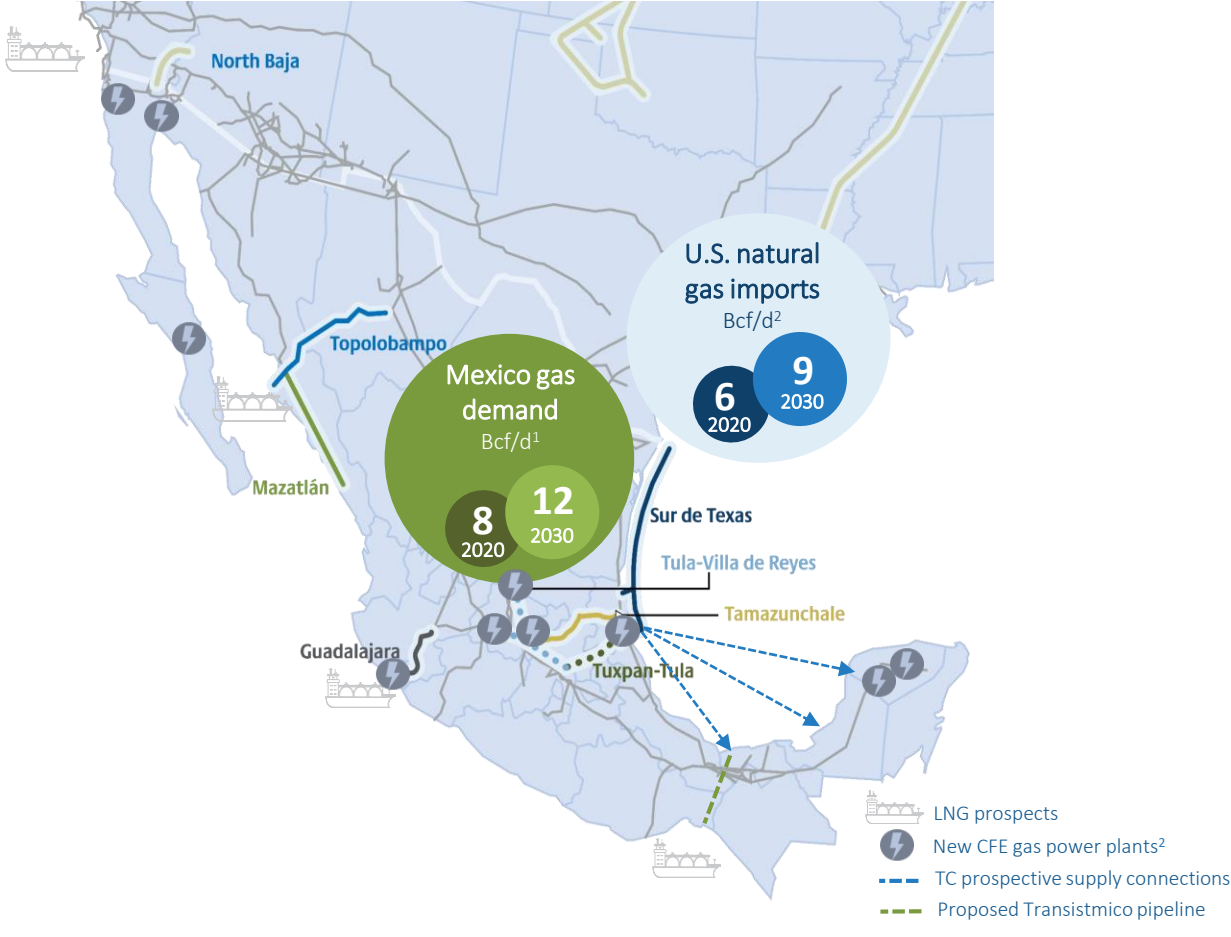 North Baja
U.S. natural
gas imports
Bcf/d²
6
2020
9
2030
Topolobampo
Mexico gas
demand
Bcf/d¹
8
2020
12
2030
Mazatlán
Sur de Texas
Tula-Villa de Reyes
Tamazunchale
Guadalajara
Tuxpan-Tula
LNG prospects
New CFE gas power plants²
TC prospective supply connections
Proposed Transistmico pipeline